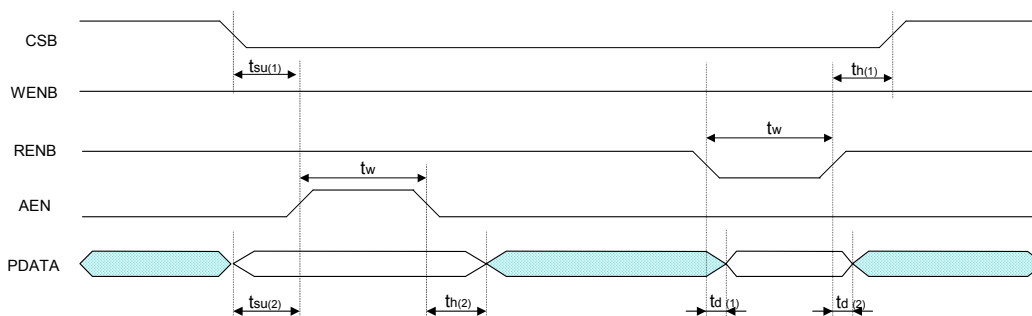 CSB
tsu(1)
th(1)
WENB
tw
RENB
tw
AEN
PDATA
tsu(2)
th(2)
td (1)
td (2)